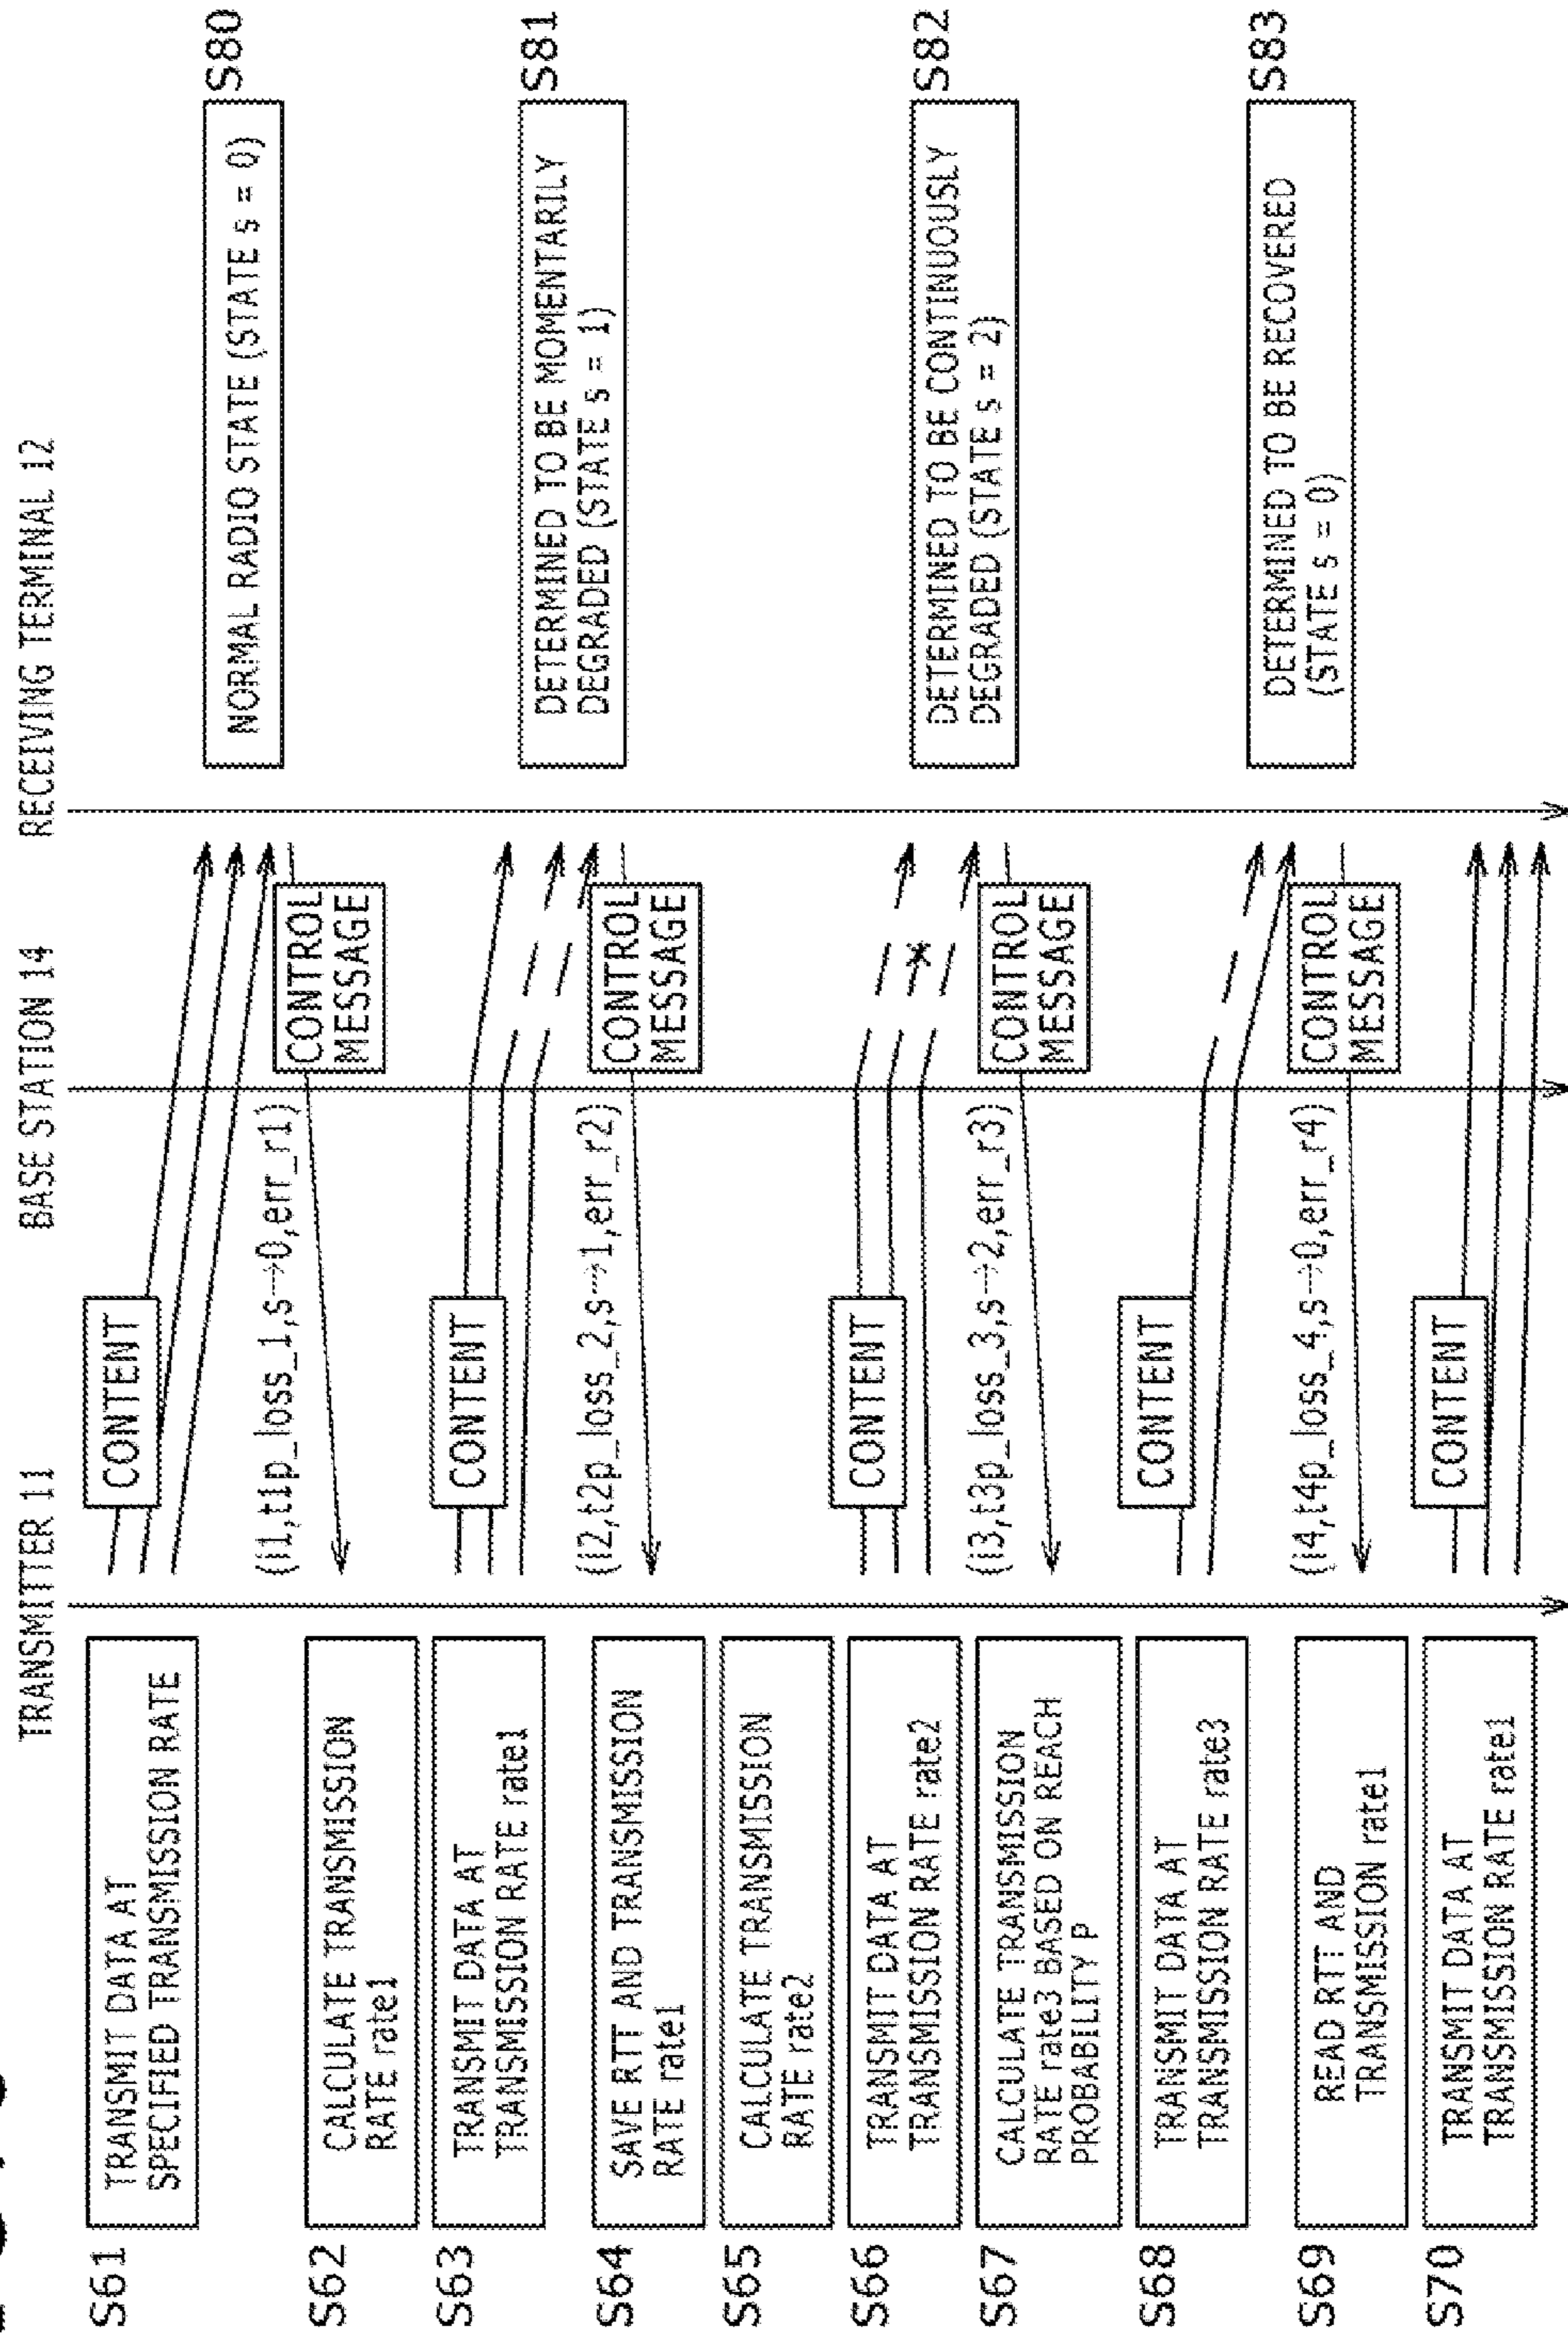 TRANSMITTER 11
BASE STATION 14
RECEIVING TERMINAL 12
S61
TRANSMIT DATA AT
SPECIFIED TRANSMISSION RATE
CONTENT
NORMAL RADIO STATE (STATE s = 0)
S80
(i1,t1p_loss_1,s→0,err_r1)
CONTROL
MESSAGE
S62
CALCULATE TRANSMISSION
RATE rate1
S63
TRANSMIT DATA AT
TRANSMISSION RATE rate1
CONTENT
DETERMINED TO BE MOMENTARILY
DEGRADED (STATE s = 1)
S81
(i2,t2p_loss_2,s→1,err_r2)
CONTROL
MESSAGE
S64
SAVE RTT AND TRANSMISSION
RATE rate1
S65
CALCULATE TRANSMISSION
RATE rate2
S66
TRANSMIT DATA AT
TRANSMISSION RATE rate2
CONTENT
DETERMINED TO BE CONTINUOUSLY
DEGRADED (STATE s = 2)
S82
(i3,t3p_loss_3,s→2,err_r3)
CONTROL
MESSAGE
S67
CALCULATE TRANSMISSION
RATE rate3 BASED ON REACH
PROBABILITY P
S68
TRANSMIT DATA AT
TRANSMISSION RATE rate3
CONTENT
DETERMINED TO BE RECOVERED
(STATE s = 0)
S83
(i4,t4p_loss_4,s→0,err_r4)
CONTROL
MESSAGE
S69
READ RTT AND
TRANSMISSION rate1
S70
TRANSMIT DATA AT
TRANSMISSION RATE rate1
CONTENT